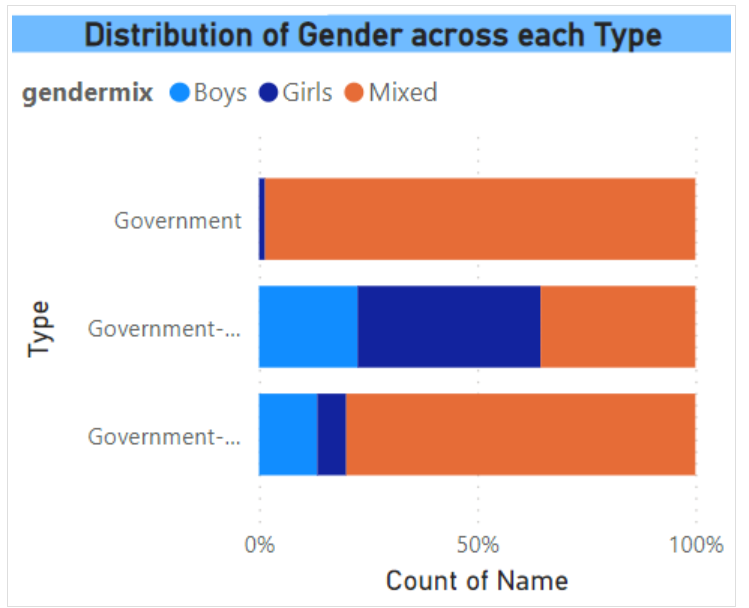 Distribution of Gender across each Type
gendermix Boys Girls Mixed
Type
Government
Government-...
Government-...
0% 50% 100%
Count of Name